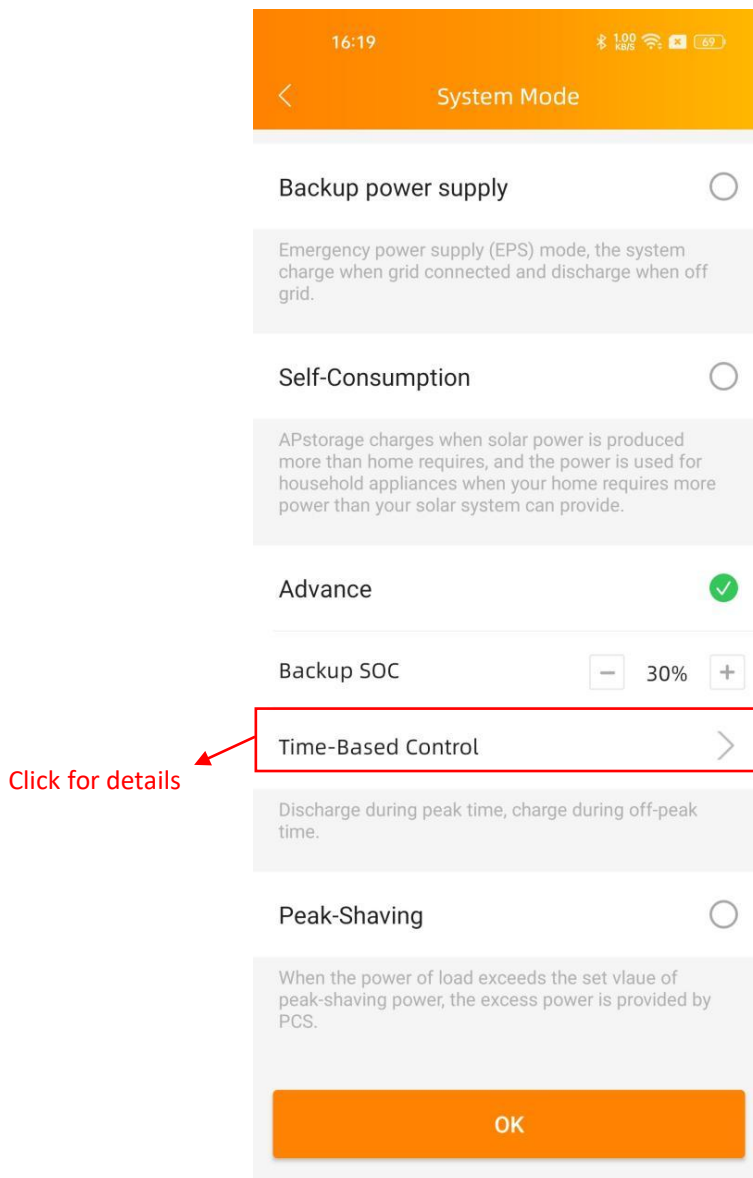 16:19
1.00 KB/S
69
System Mode
Backup power supply
Emergency power supply (EPS) mode, the system
charge when grid connected and discharge when off
grid.
Self-Consumption
APstorage charges when solar power is produced
more than home requires, and the power is used for
household appliances when your home requires more
power than your solar system can provide.
Advance
Backup SOC
− 30% +
Time-Based Control
Click for details
Discharge during peak time, charge during off-peak
time.
Peak-Shaving
When the power of load exceeds the set vlaue of
peak-shaving power, the excess power is provided by
PCS.
OK